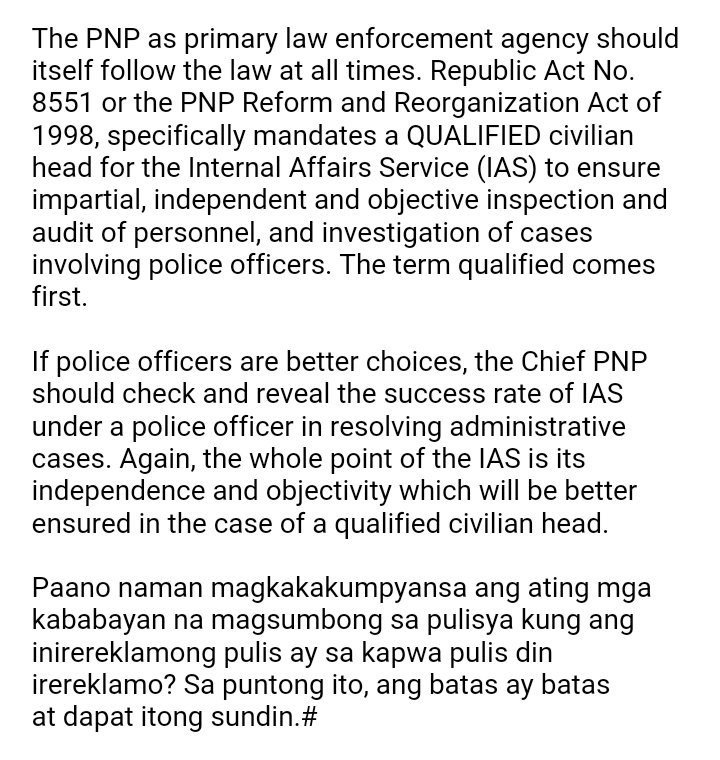 The PNP as primary law enforcement agency should
itself follow the law at all times. Republic Act No.
8551 or the PNP Reform and Reorganization Act of
1998, specifically mandates a QUALIFIED civilian
head for the Internal Affairs Service (IAS) to ensure
impartial, independent and objective inspection and
audit of personnel, and investigation of cases
involving police officers. The term qualified comes
first.
If police officers are better choices, the Chief PNP
should check and reveal the success rate of IAS
under a police officer in resolving administrative
cases. Again, the whole point of the IAS is its
independence and objectivity which will be better
ensured in the case of a qualified civilian head.
Paano naman magkakakumpyansa ang ating mga
kababayan na magsumbong sa pulisya kung ang
inirereklamong pulis ay sa kapwa pulis din
irereklamo? Sa puntong ito, ang batas ay batas
at dapat itong sundin.#